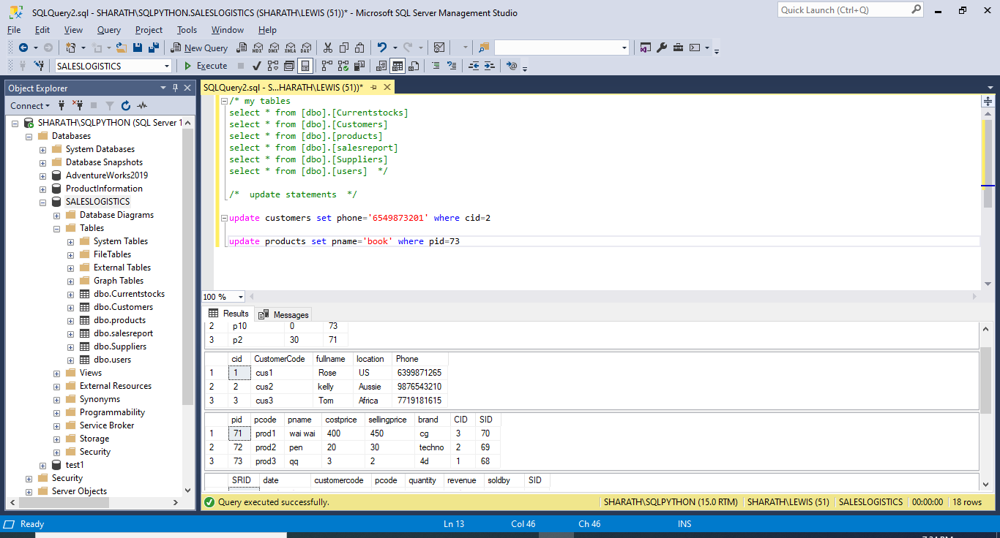 SQLQuery2.sql - SHARATH\SQLPYTHON.SALESLOGISTICS (SHARATH\LEWIS (51))* - Microsoft SQL Server Management Studio
Quick Launch (Ctrl+Q)
File Edit View Query Project Tools Window Help
New Query MDX DMX XMLA DAX
SALESLOGISTICS Execute
Object Explorer
Connect
SHARATH\SQLPYTHON (SQL Server 1
Databases
System Databases
Database Snapshots
AdventureWorks2019
ProductInformation
SALESLOGISTICS
Database Diagrams
Tables
System Tables
FileTables
External Tables
Graph Tables
dbo.Currentstocks
dbo.Customers
dbo.products
dbo.salesreport
dbo.Suppliers
dbo.users
Views
External Resources
Synonyms
Programmability
Service Broker
Storage
Security
test1
Security
Server Objects
SQLQuery2.sql - S...HARATH\LEWIS (51))*
/* my tables
select * from [dbo].[Currentstocks]
select * from [dbo].[Customers]
select * from [dbo].[products]
select * from [dbo].[salesreport]
select * from [dbo].[Suppliers]
select * from [dbo].[users] */
/* update statements */
update customers set phone='6549873201' where cid=2
update products set pname='book' where pid=73
100 %
Results Messages
2 p10 0 73
3 p2 30 71
cid CustomerCode fullname location Phone
1 1 cus1 Rose US 6399871265
2 2 cus2 kelly Aussie 9876543210
3 3 cus3 Tom Africa 7719181615
pid pcode pname costprice sellingprice brand CID SID
1 71 prod1 wai wai 400 450 cg 3 70
2 72 prod2 pen 20 30 techno 2 69
3 73 prod3 qq 3 2 4d 1 68
SRID date customercode pcode quantity revenue soldby SID
Query executed successfully. SHARATH\SQLPYTHON (15.0 RTM) SHARATH\LEWIS (51) SALESLOGISTICS 00:00:00 18 rows
Ready Ln 13 Col 46 Ch 46 INS